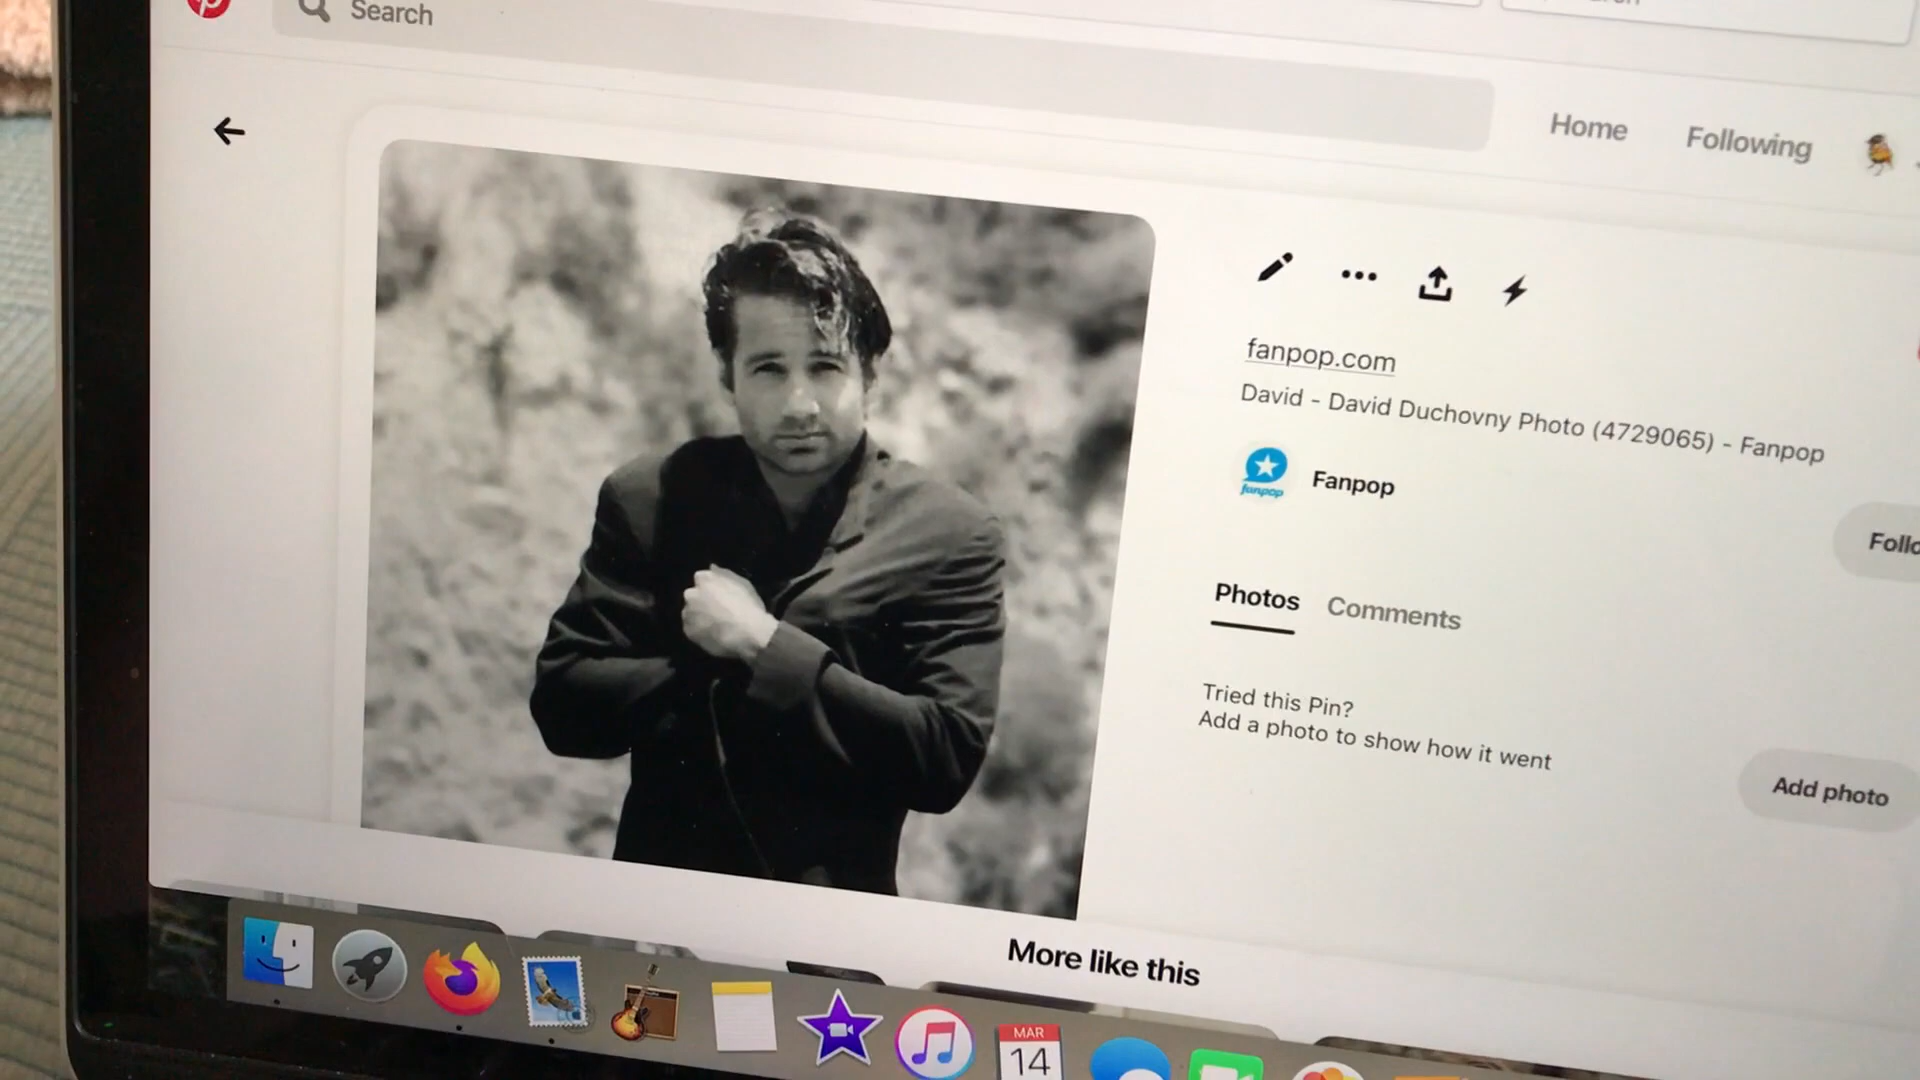 Search
Home
Following
fanpop.com
David - David Duchovny Photo (4729065) - Fanpop
fanpop
Fanpop
Photos
Comments
Tried this Pin?
Add a photo to show how it went
Add photo
More like this
MAR
14